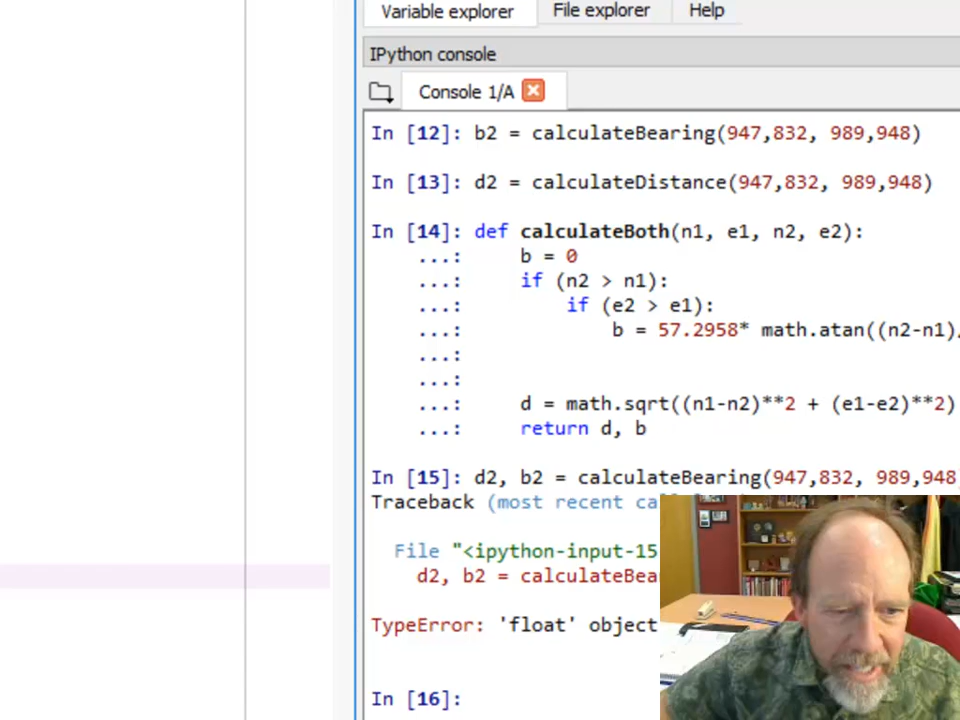 Variable explorer File explorer Help
IPython console
Console 1/A
In [12]: b2 = calculateBearing(947,832, 989,948)
In [13]: d2 = calculateDistance(947,832, 989,948)
In [14]: def calculateBoth(n1, e1, n2, e2):
...: b = 0
...: if (n2 > n1):
...: if (e2 > e1):
...: b = 57.2958* math.atan((n2-n1)
...:
...:
...: d = math.sqrt((n1-n2)**2 + (e1-e2)**2)
...: return d, b
In [15]: d2, b2 = calculateBearing(947,832, 989,948
Traceback (most recent ca
File "<ipython-input-15
d2, b2 = calculateBea
TypeError: 'float' object
In [16]: